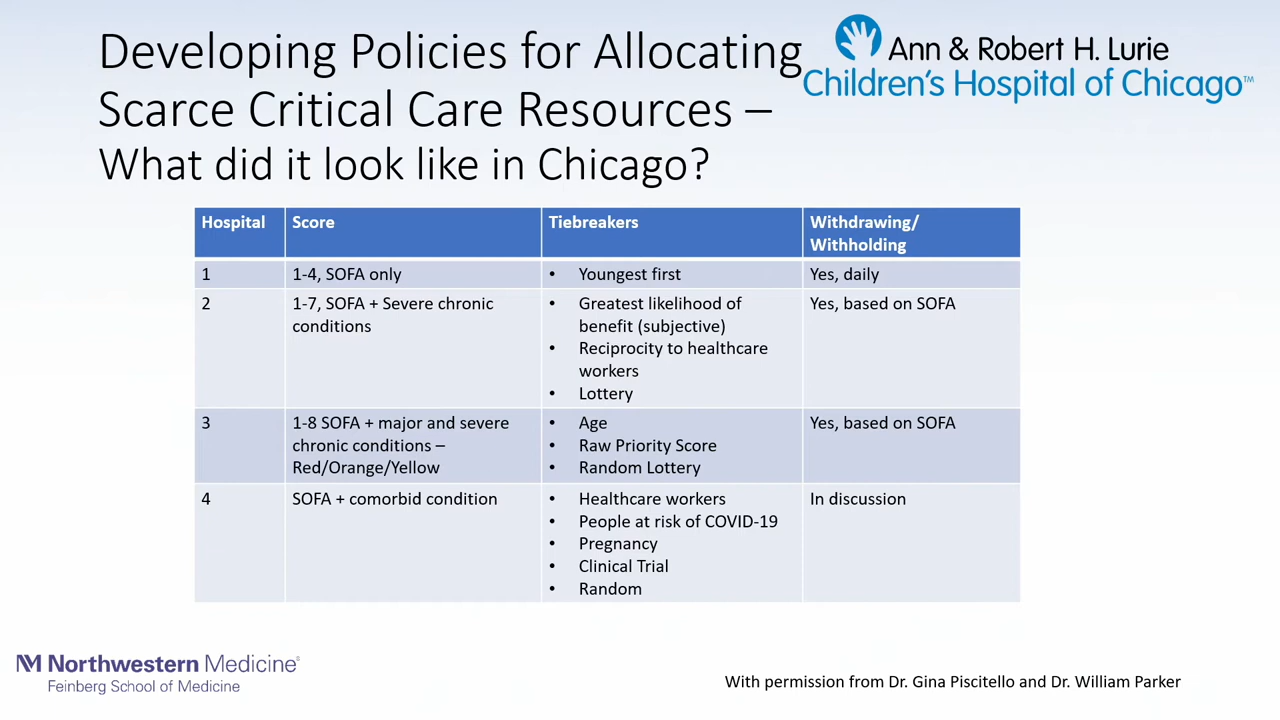 Developing Policies for Allocating
Scarce Critical Care Resources –
What did it look like in Chicago?
Ann & Robert H. Lurie
Children's Hospital of Chicago™
Hospital
Score
Tiebreakers
Withdrawing/
Withholding
1
1-4, SOFA only
• Youngest first
Yes, daily
2
1-7, SOFA + Severe chronic
conditions
• Greatest likelihood of
benefit (subjective)
• Reciprocity to healthcare
workers
• Lottery
Yes, based on SOFA
3
1-8 SOFA + major and severe
chronic conditions –
Red/Orange/Yellow
• Age
• Raw Priority Score
• Random Lottery
Yes, based on SOFA
4
SOFA + comorbid condition
• Healthcare workers
• People at risk of COVID-19
• Pregnancy
• Clinical Trial
• Random
In discussion
NM Northwestern Medicine®
Feinberg School of Medicine
With permission from Dr. Gina Piscitello and Dr. William Parker